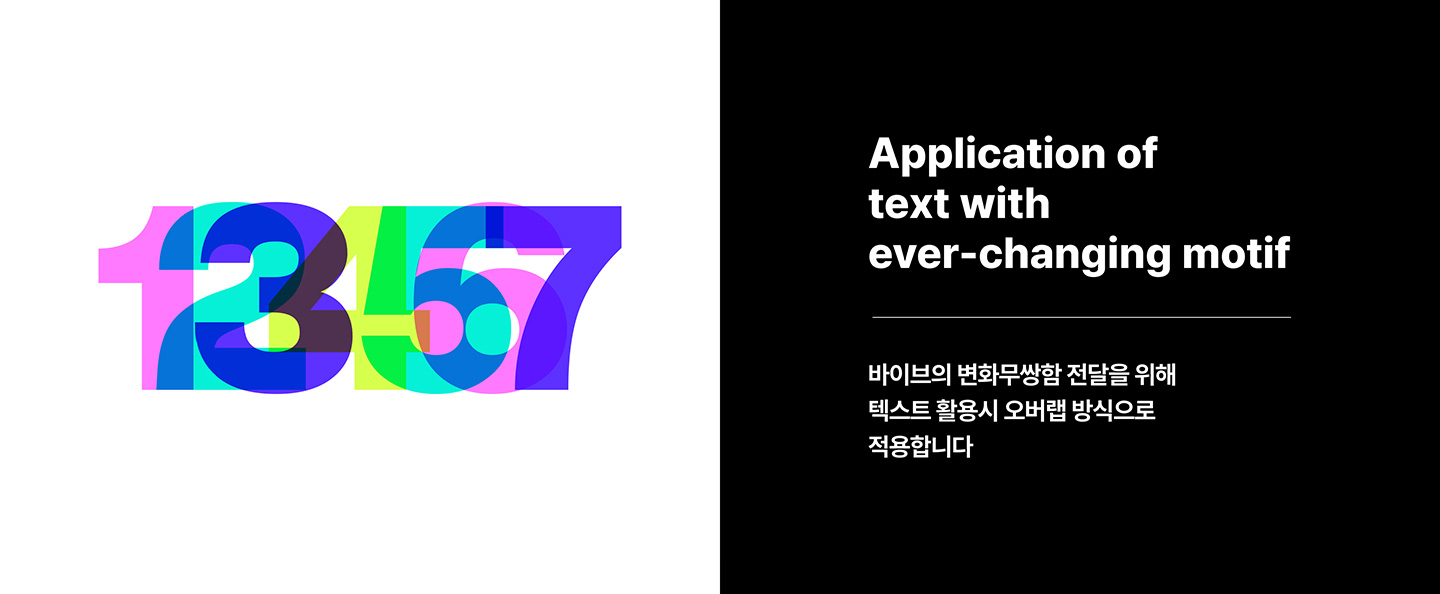 1234567
Application of
text with
ever-changing motif
바이브의 변화무쌍함 전달을 위해
텍스트 활용시 오버랩 방식으로
적용합니다